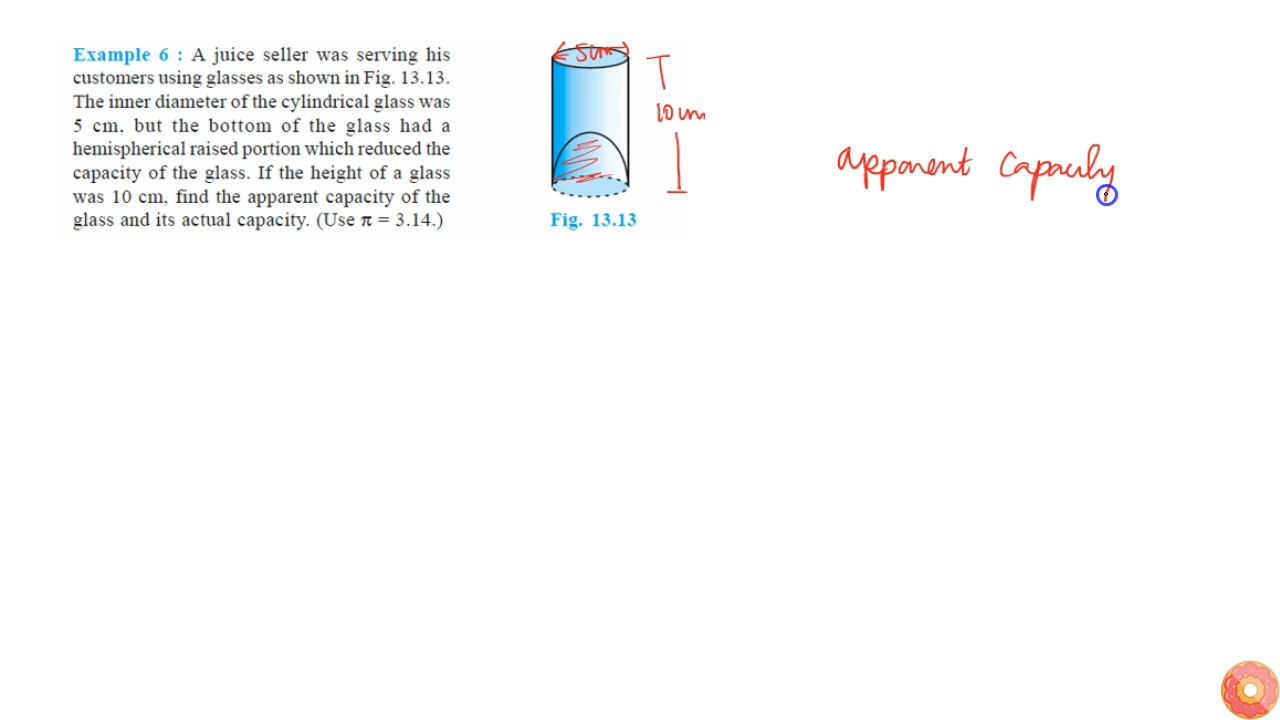 Example 6 : A juice seller was serving his
customers using glasses as shown in Fig. 13.13.
The inner diameter of the cylindrical glass was
5 cm, but the bottom of the glass had a
hemispherical raised portion which reduced the
capacity of the glass. If the height of a glass
was 10 cm, find the apparent capacity of the
glass and its actual capacity. (Use π = 3.14.)
5cm
10cm
Fig. 13.13
apparent capacity